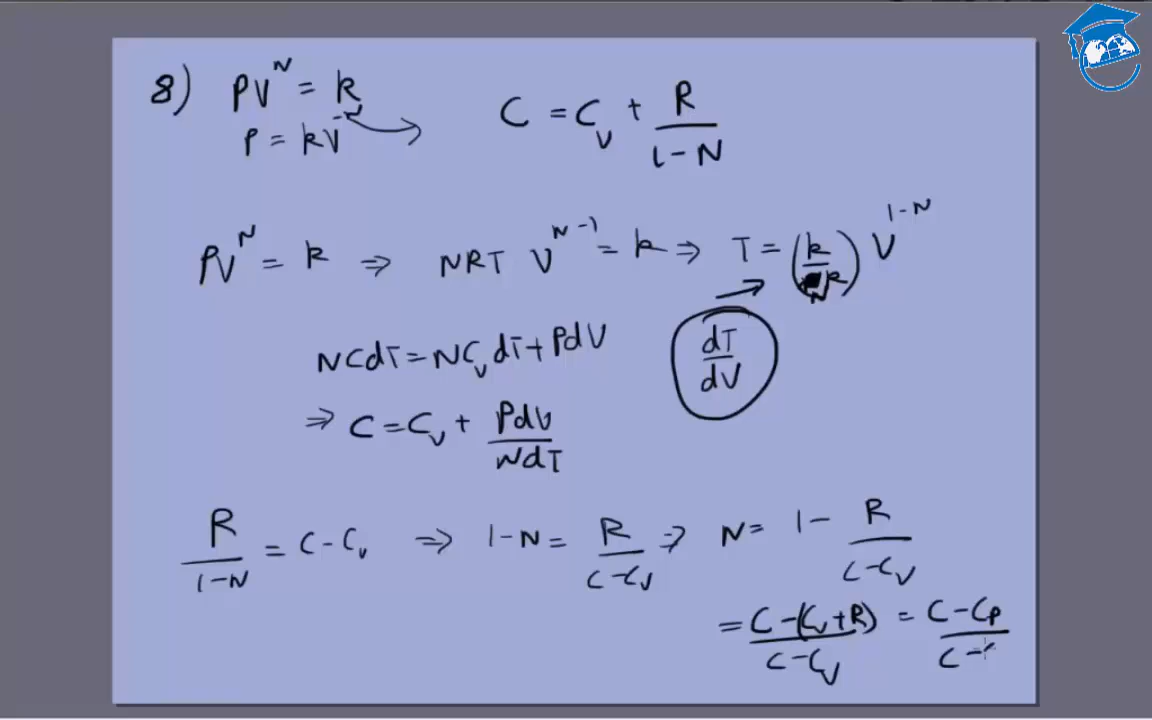 8) PV^N = k
P = kV^-N → C = C_V + R/(1-N)
PV^N = k ⇒ NRT V^(N-1) = k ⇒ T = (k/NR) V^(1-N)
NCdT = NC_V dT + PdV dT/dV
⇒ C = C_V + PdV/NdT
R/(1-N) = C - C_V ⇒ 1-N = R/(C-C_V) ⇒ N = 1 - R/(C-C_V)
= (C-(C_V+R))/(C-C_V) = (C-C_P)/(C-